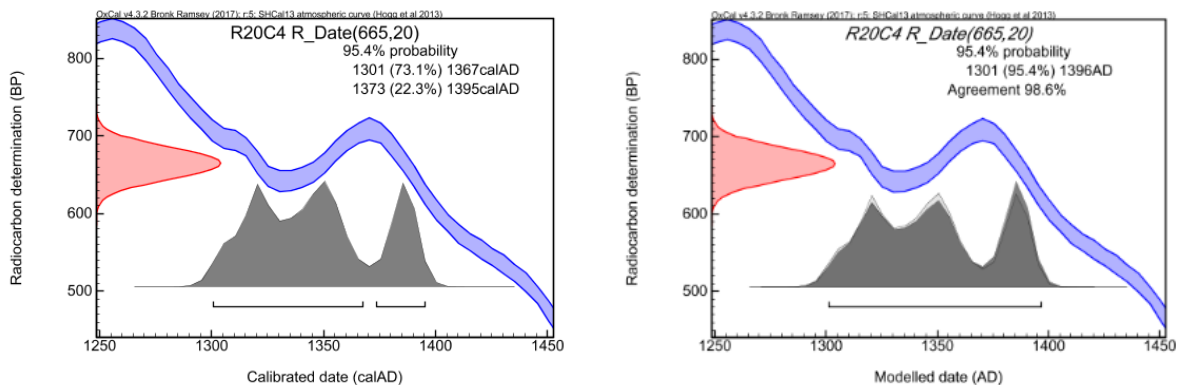 OxCal v4.3.2 Bronk Ramsey (2017); r:5; SHCal13 atmospheric curve (Hogg et al 2013)
R20C4 R_Date(665,20)
95.4% probability
1301 (73.1%) 1367calAD
1373 (22.3%) 1395calAD
Radiocarbon determination (BP)
800
700
600
500
1250
1300
1350
1400
1450
Calibrated date (calAD)
OxCal v4.3.2 Bronk Ramsey (2017); r:5; SHCal13 atmospheric curve (Hogg et al 2013)
R20C4 R_Date(665,20)
95.4% probability
1301 (95.4%) 1396AD
Agreement 98.6%
Radiocarbon determination (BP)
800
700
600
500
1250
1300
1350
1400
1450
Modelled date (AD)